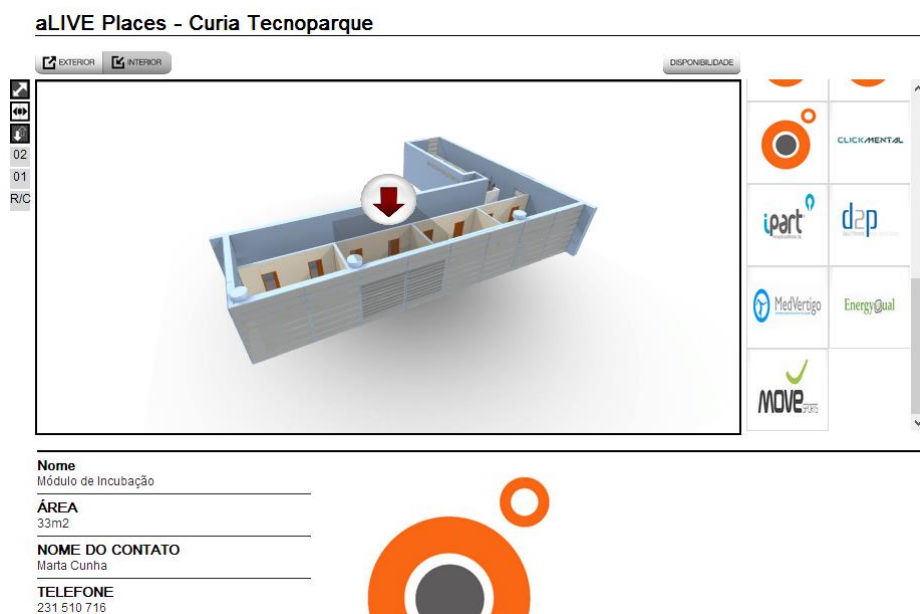 aLIVE Places - Curia Tecnoparque
EXTERIOR
INTERIOR
DISPONIBILIDADE
02
01
R/C
CLICKMENTAL
ipart
d2p
MedVertigo
EnergyQual
MOVE
SPORTS
Nome
Módulo de Incubação
ÁREA
33m2
NOME DO CONTATO
Marta Cunha
TELEFONE
231 510 716